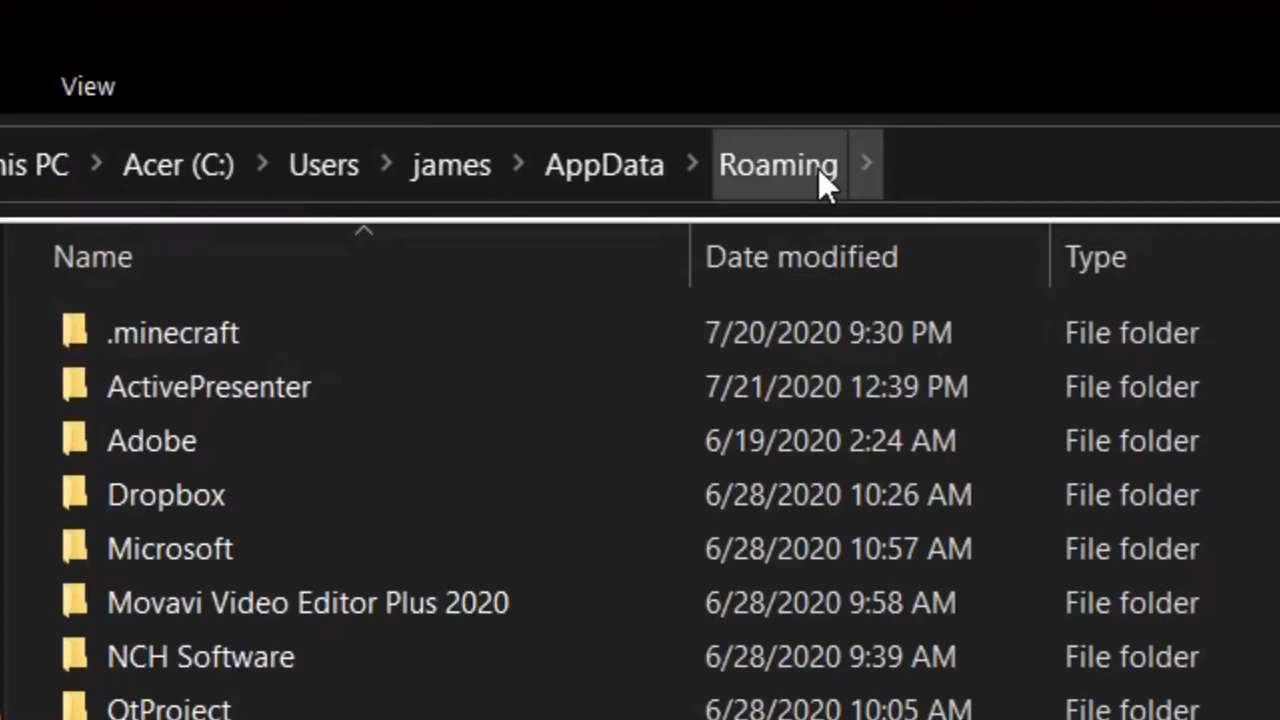 View
his PC > Acer (C:) > Users > james > AppData > Roaming >
Name Date modified Type
.minecraft 7/20/2020 9:30 PM File folder
ActivePresenter 7/21/2020 12:39 PM File folder
Adobe 6/19/2020 2:24 AM File folder
Dropbox 6/28/2020 10:26 AM File folder
Microsoft 6/28/2020 10:57 AM File folder
Movavi Video Editor Plus 2020 6/28/2020 9:58 AM File folder
NCH Software 6/28/2020 9:39 AM File folder
QtProject 6/28/2020 10:05 AM File folder